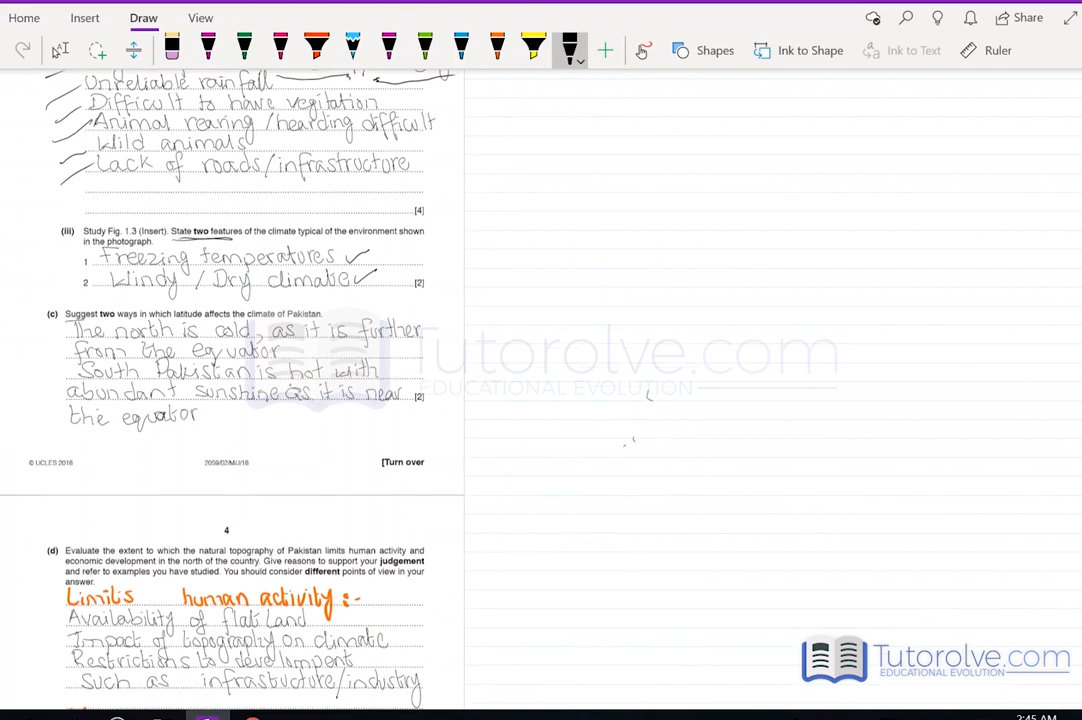 Home Insert Draw View
Share
Shapes Ink to Shape Ink to Text Ruler
Unreliable rainfall
Difficult to have vegitation
Animal rearing /hearding difficult
Wild animals
Lack of roads/infrastructure
[4]
(iii) Study Fig. 1.3 (Insert). State two features of the climate typical of the environment shown
in the photograph.
1 Freezing temperatures ✓
2 Windy / Dry climate ✓ [2]
(c) Suggest two ways in which latitude affects the climate of Pakistan.
The north is cold, as it is further
from the equator
South Pakistan is hot with
abundant sunshine as it is near [2]
the equator
© UCLES 2018 2059/02/M/J/18 [Turn over
4
(d) Evaluate the extent to which the natural topography of Pakistan limits human activity and
economic development in the north of the country. Give reasons to support your judgement
and refer to examples you have studied. You should consider different points of view in your
answer.
Limitis human activity :-
Availability of flat Land
Impact of topography on climatic
Restrictions to develompent
Such as infrastucture/industry
Tutorolve.com
EDUCATIONAL EVOLUTION
Tutorolve.com
EDUCATIONAL EVOLUTION
2:45 AM